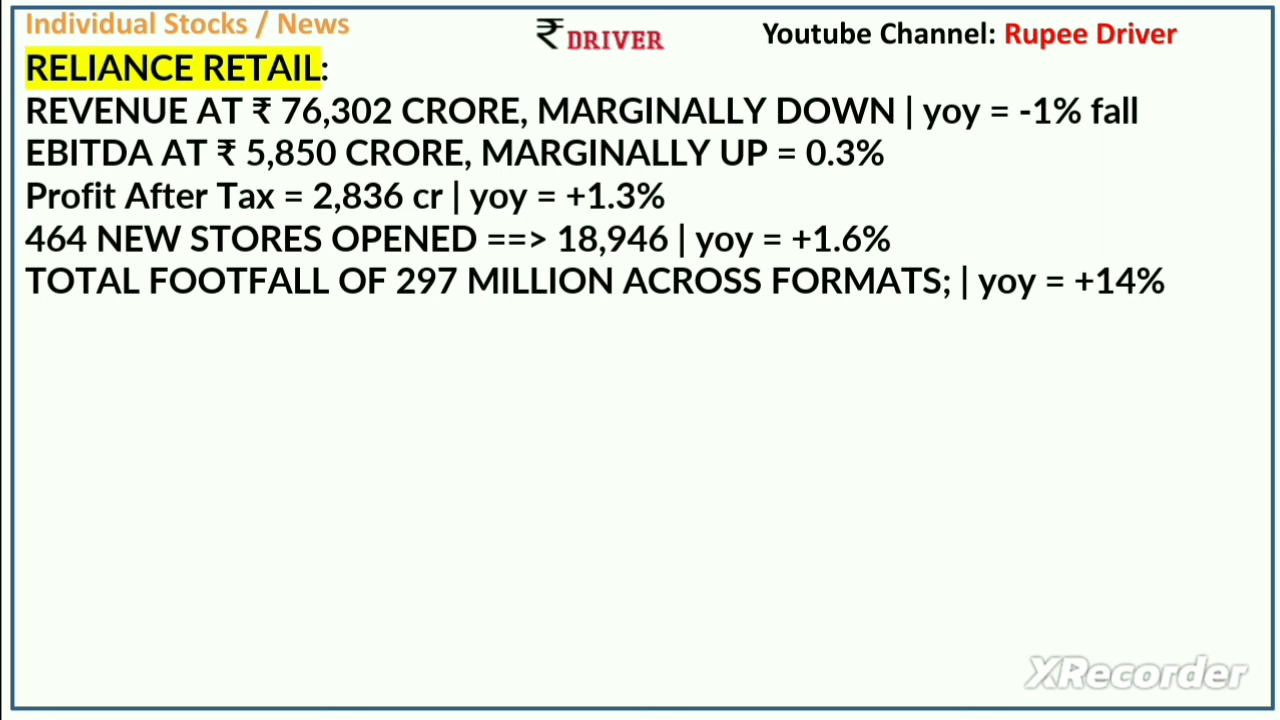 Individual Stocks / News
₹ DRIVER
Youtube Channel: Rupee Driver
RELIANCE RETAIL:
REVENUE AT ₹ 76,302 CRORE, MARGINALLY DOWN | yoy = -1% fall
EBITDA AT ₹ 5,850 CRORE, MARGINALLY UP = 0.3%
Profit After Tax = 2,836 cr | yoy = +1.3%
464 NEW STORES OPENED ==> 18,946 | yoy = +1.6%
TOTAL FOOTFALL OF 297 MILLION ACROSS FORMATS; | yoy = +14%
XRecorder